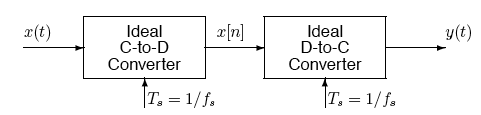 x(t) Ideal C-to-D Converter x[n] Ideal D-to-C Converter y(t)
T_s = 1/f_s T_s = 1/f_s